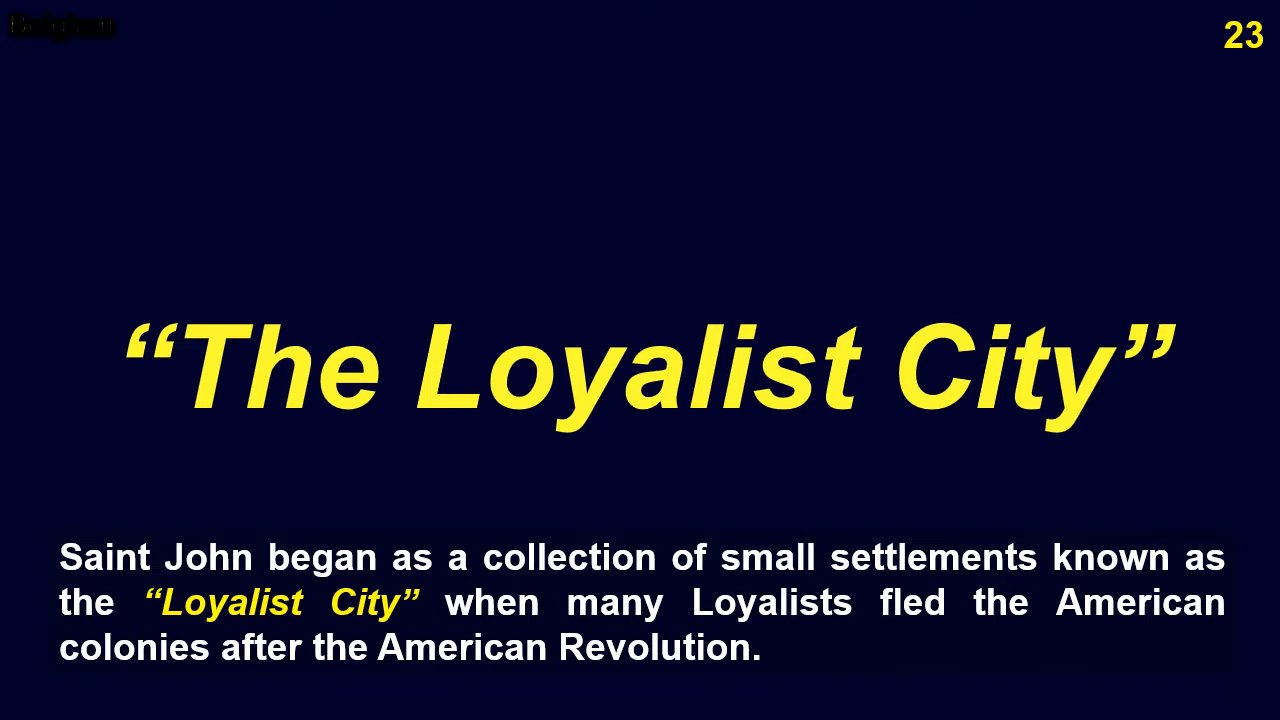 23
“The Loyalist City”
Saint John began as a collection of small settlements known as
the “Loyalist City” when many Loyalists fled the American
colonies after the American Revolution.